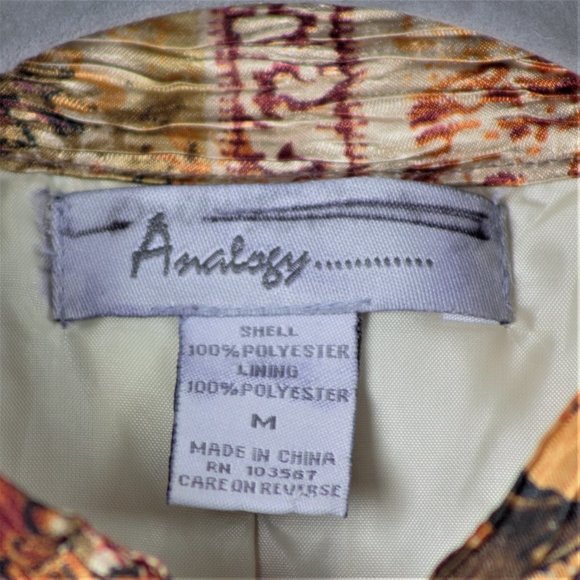 Analogy.............
SHELL
100% POLYESTER
LINING
100% POLYESTER
M
MADE IN CHINA
RN 103567
CARE ON REVERSE